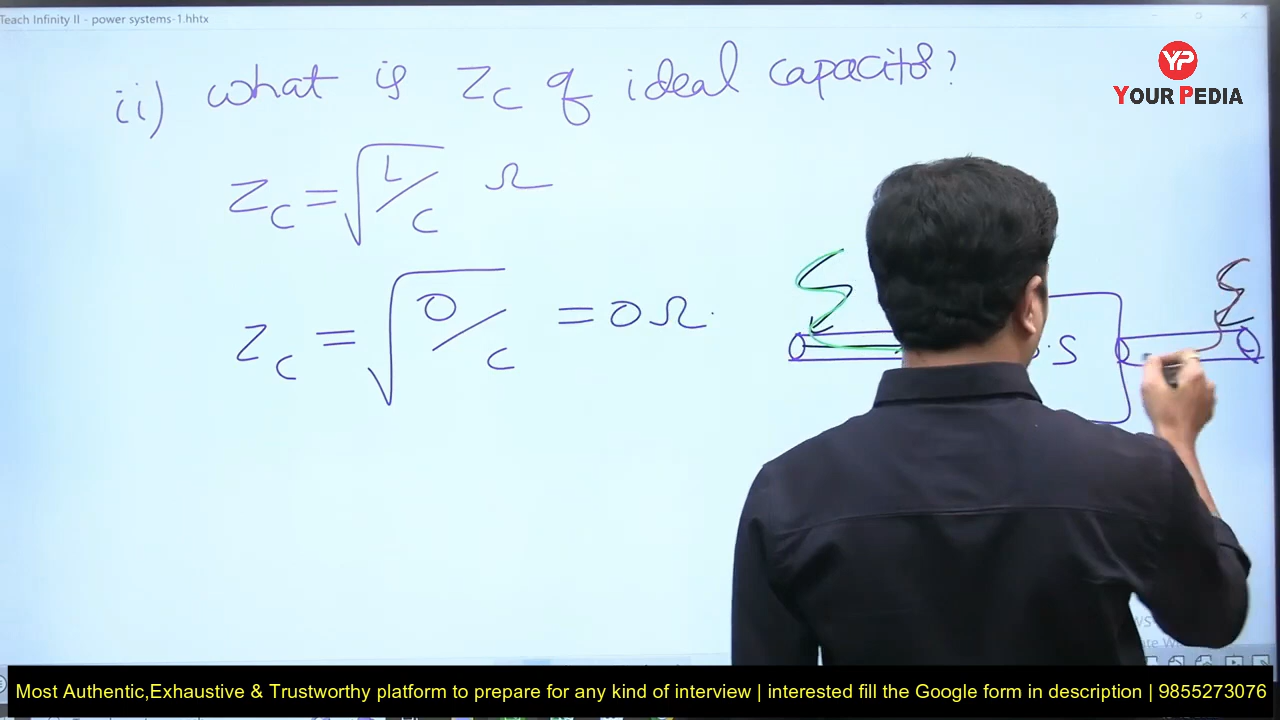 Teach Infinity II - power systems-1.hhtx
YP
YOUR PEDIA
ii) What is Zc of ideal capacitor?
Zc = √L/C Ω
Zc = √0/C = 0 Ω.
.S
Most Authentic,Exhaustive & Trustworthy platform to prepare for any kind of interview | interested fill the Google form in description | 9855273076